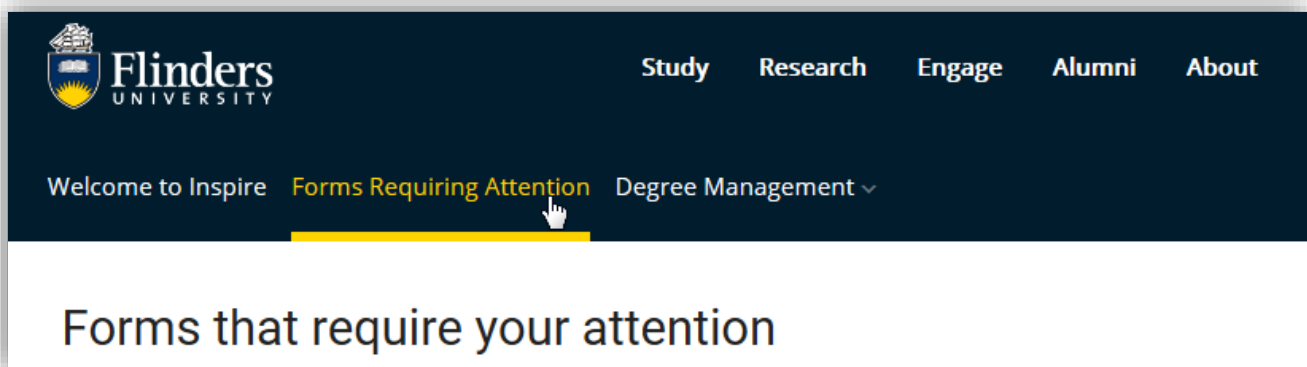 Flinders
UNIVERSITY
Study Research Engage Alumni About
Welcome to Inspire Forms Requiring Attention Degree Management
Forms that require your attention